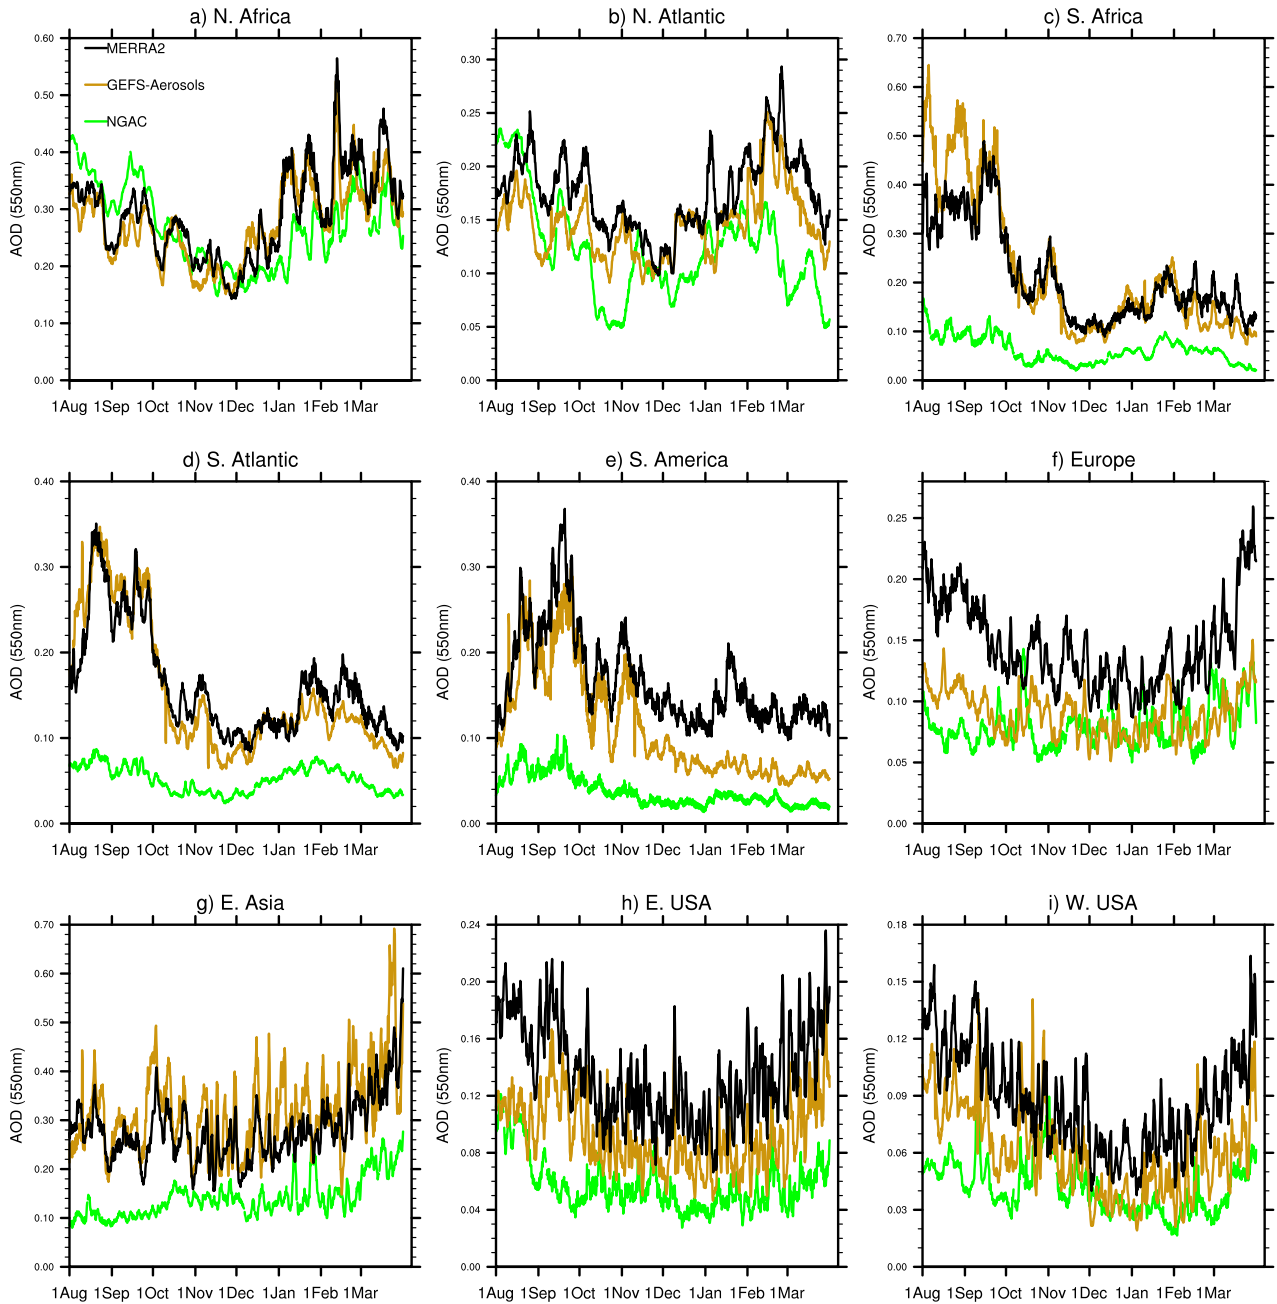 a) N. Africa
0.60
0.50
0.40
0.30
0.20
0.10
0.00
AOD (550nm)
MERRA2
GEFS-Aerosols
NGAC
1Aug 1Sep 1Oct 1Nov 1Dec 1Jan 1Feb 1Mar
b) N. Atlantic
0.30
0.25
0.20
0.15
0.10
0.05
0.00
AOD (550nm)
1Aug 1Sep 1Oct 1Nov 1Dec 1Jan 1Feb 1Mar
c) S. Africa
0.70
0.60
0.50
0.40
0.30
0.20
0.10
0.00
AOD (550nm)
1Aug 1Sep 1Oct 1Nov 1Dec 1Jan 1Feb 1Mar
d) S. Atlantic
0.40
0.30
0.20
0.10
0.00
AOD (550nm)
1Aug 1Sep 1Oct 1Nov 1Dec 1Jan 1Feb 1Mar
e) S. America
0.40
0.30
0.20
0.10
0.00
AOD (550nm)
1Aug 1Sep 1Oct 1Nov 1Dec 1Jan 1Feb 1Mar
f) Europe
0.25
0.20
0.15
0.10
0.05
0.00
AOD (550nm)
1Aug 1Sep 1Oct 1Nov 1Dec 1Jan 1Feb 1Mar
g) E. Asia
0.70
0.60
0.50
0.40
0.30
0.20
0.10
0.00
AOD (550nm)
1Aug 1Sep 1Oct 1Nov 1Dec 1Jan 1Feb 1Mar
h) E. USA
0.24
0.20
0.16
0.12
0.08
0.04
0.00
AOD (550nm)
1Aug 1Sep 1Oct 1Nov 1Dec 1Jan 1Feb 1Mar
i) W. USA
0.18
0.15
0.12
0.09
0.06
0.03
0.00
AOD (550nm)
1Aug 1Sep 1Oct 1Nov 1Dec 1Jan 1Feb 1Mar